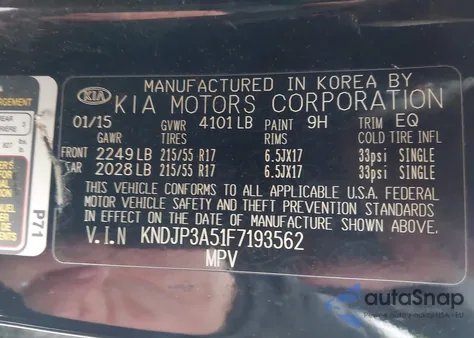 MANUFACTURED IN KOREA BY
KIA KIA MOTORS CORPORATION
01/15 GVWR 4101 LB PAINT 9H TRIM EQ
GAWR TIRES RIMS COLD TIRE INFL
FRONT 2249 LB 215/55 R17 6.5JX17 33psi SINGLE
EAR 2028 LB 215/55 R17 6.5JX17 33psi SINGLE
THIS VEHICLE CONFORMS TO ALL APPLICABLE U.S.A. FEDERAL
MOTOR VEHICLE SAFETY AND THEFT PREVENTION STANDARDS
IN EFFECT ON THE DATE OF MANUFACTURE SHOWN ABOVE.
V.I.N KNDJP3A51F7193562
MPV
P71
autoSnap